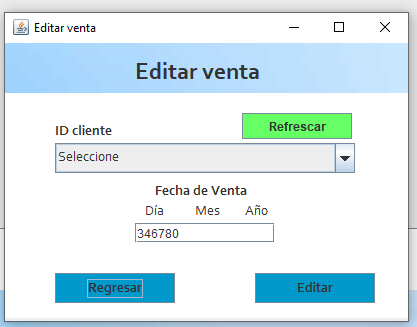 Editar venta
Editar venta
Refrescar
ID cliente
Seleccione
Fecha de Venta
Día Mes Año
346780
Regresar Editar